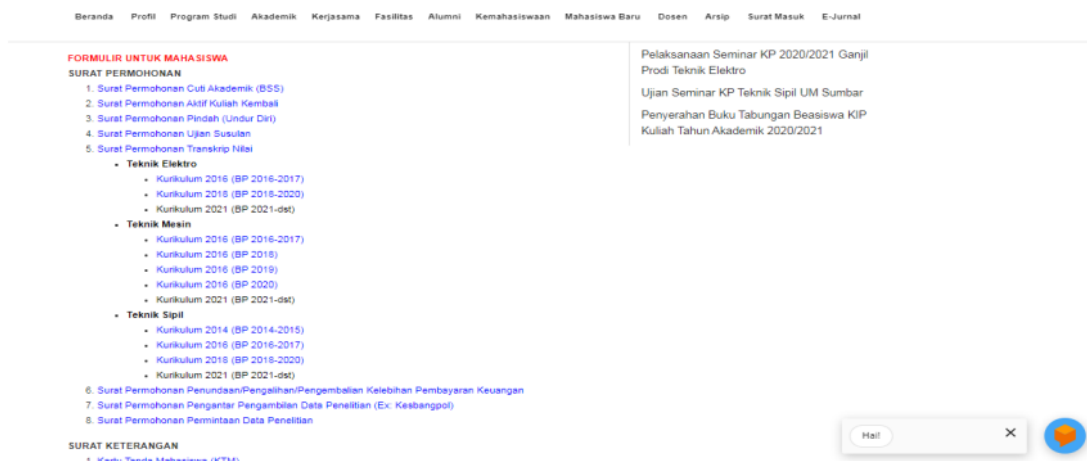 Beranda Profil Program Studi Akademik Kerjasama Fasilitas Alumni Kemahasiswaan Mahasiswa Baru Dosen Arsip Surat Masuk E-Jurnal
FORMULIR UNTUK MAHASISWA
SURAT PERMOHONAN
1. Surat Permohonan Cuti Akademik (BSS)
2. Surat Permohonan Aktif Kuliah Kembali
3. Surat Permohonan Pindah (Undur Diri)
4. Surat Permohonan Ujian Susulan
5. Surat Permohonan Transkrip Nilai
• Teknik Elektro
• Kurikulum 2016 (BP 2016-2017)
• Kurikulum 2018 (BP 2018-2020)
• Kurikulum 2021 (BP 2021-dst)
• Teknik Mesin
• Kurikulum 2016 (BP 2016-2017)
• Kurikulum 2016 (BP 2018)
• Kurikulum 2016 (BP 2019)
• Kurikulum 2016 (BP 2020)
• Kurikulum 2021 (BP 2021-dst)
• Teknik Sipil
• Kurikulum 2014 (BP 2014-2015)
• Kurikulum 2016 (BP 2016-2017)
• Kurikulum 2018 (BP 2018-2020)
• Kurikulum 2021 (BP 2021-dst)
6. Surat Permohonan Penundaan/Pengalihan/Pengembalian Kelebihan Pembayaran Keuangan
7. Surat Permohonan Pengantar Pengambilan Data Penelitian (Ex: Kesbangpol)
8. Surat Permohonan Permintaan Data Penelitian
SURAT KETERANGAN
1. Kartu Tanda Mahasiswa (KTM)
Pelaksanaan Seminar KP 2020/2021 Ganjil
Prodi Teknik Elektro
Ujian Seminar KP Teknik Sipil UM Sumbar
Penyerahan Buku Tabungan Beasiswa KIP
Kuliah Tahun Akademik 2020/2021
Hai!